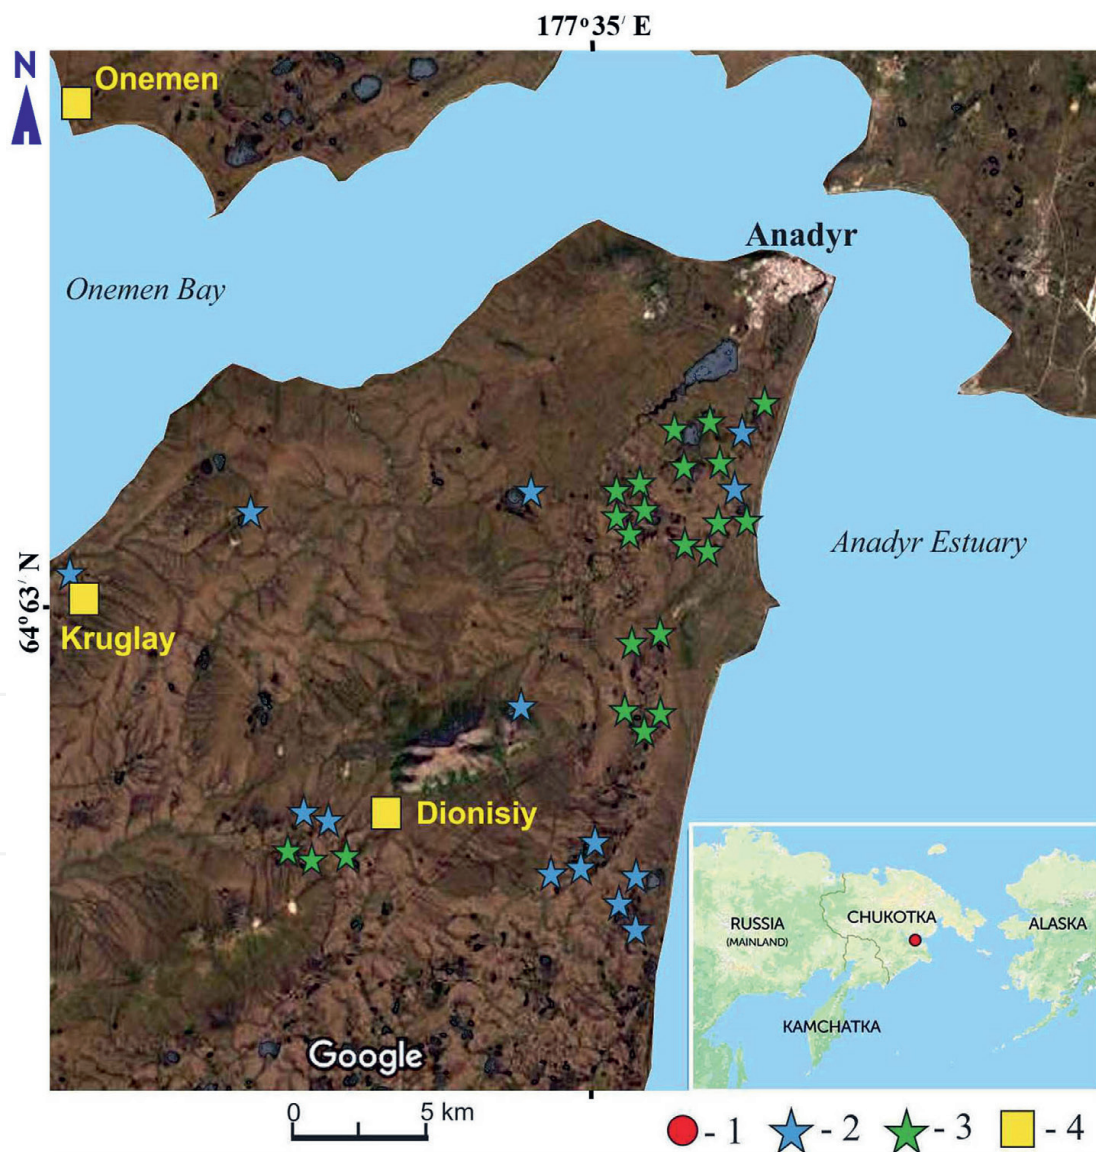 177°35′ E
N
Onemen
Anadyr
Onemen Bay
Anadyr Estuary
64°63′ N
Kruglay
Dionisiy
RUSSIA
(MAINLAND)
CHUKOTKA
ALASKA
KAMCHATKA
Google
0 5 km
- 1 - 2 - 3 - 4